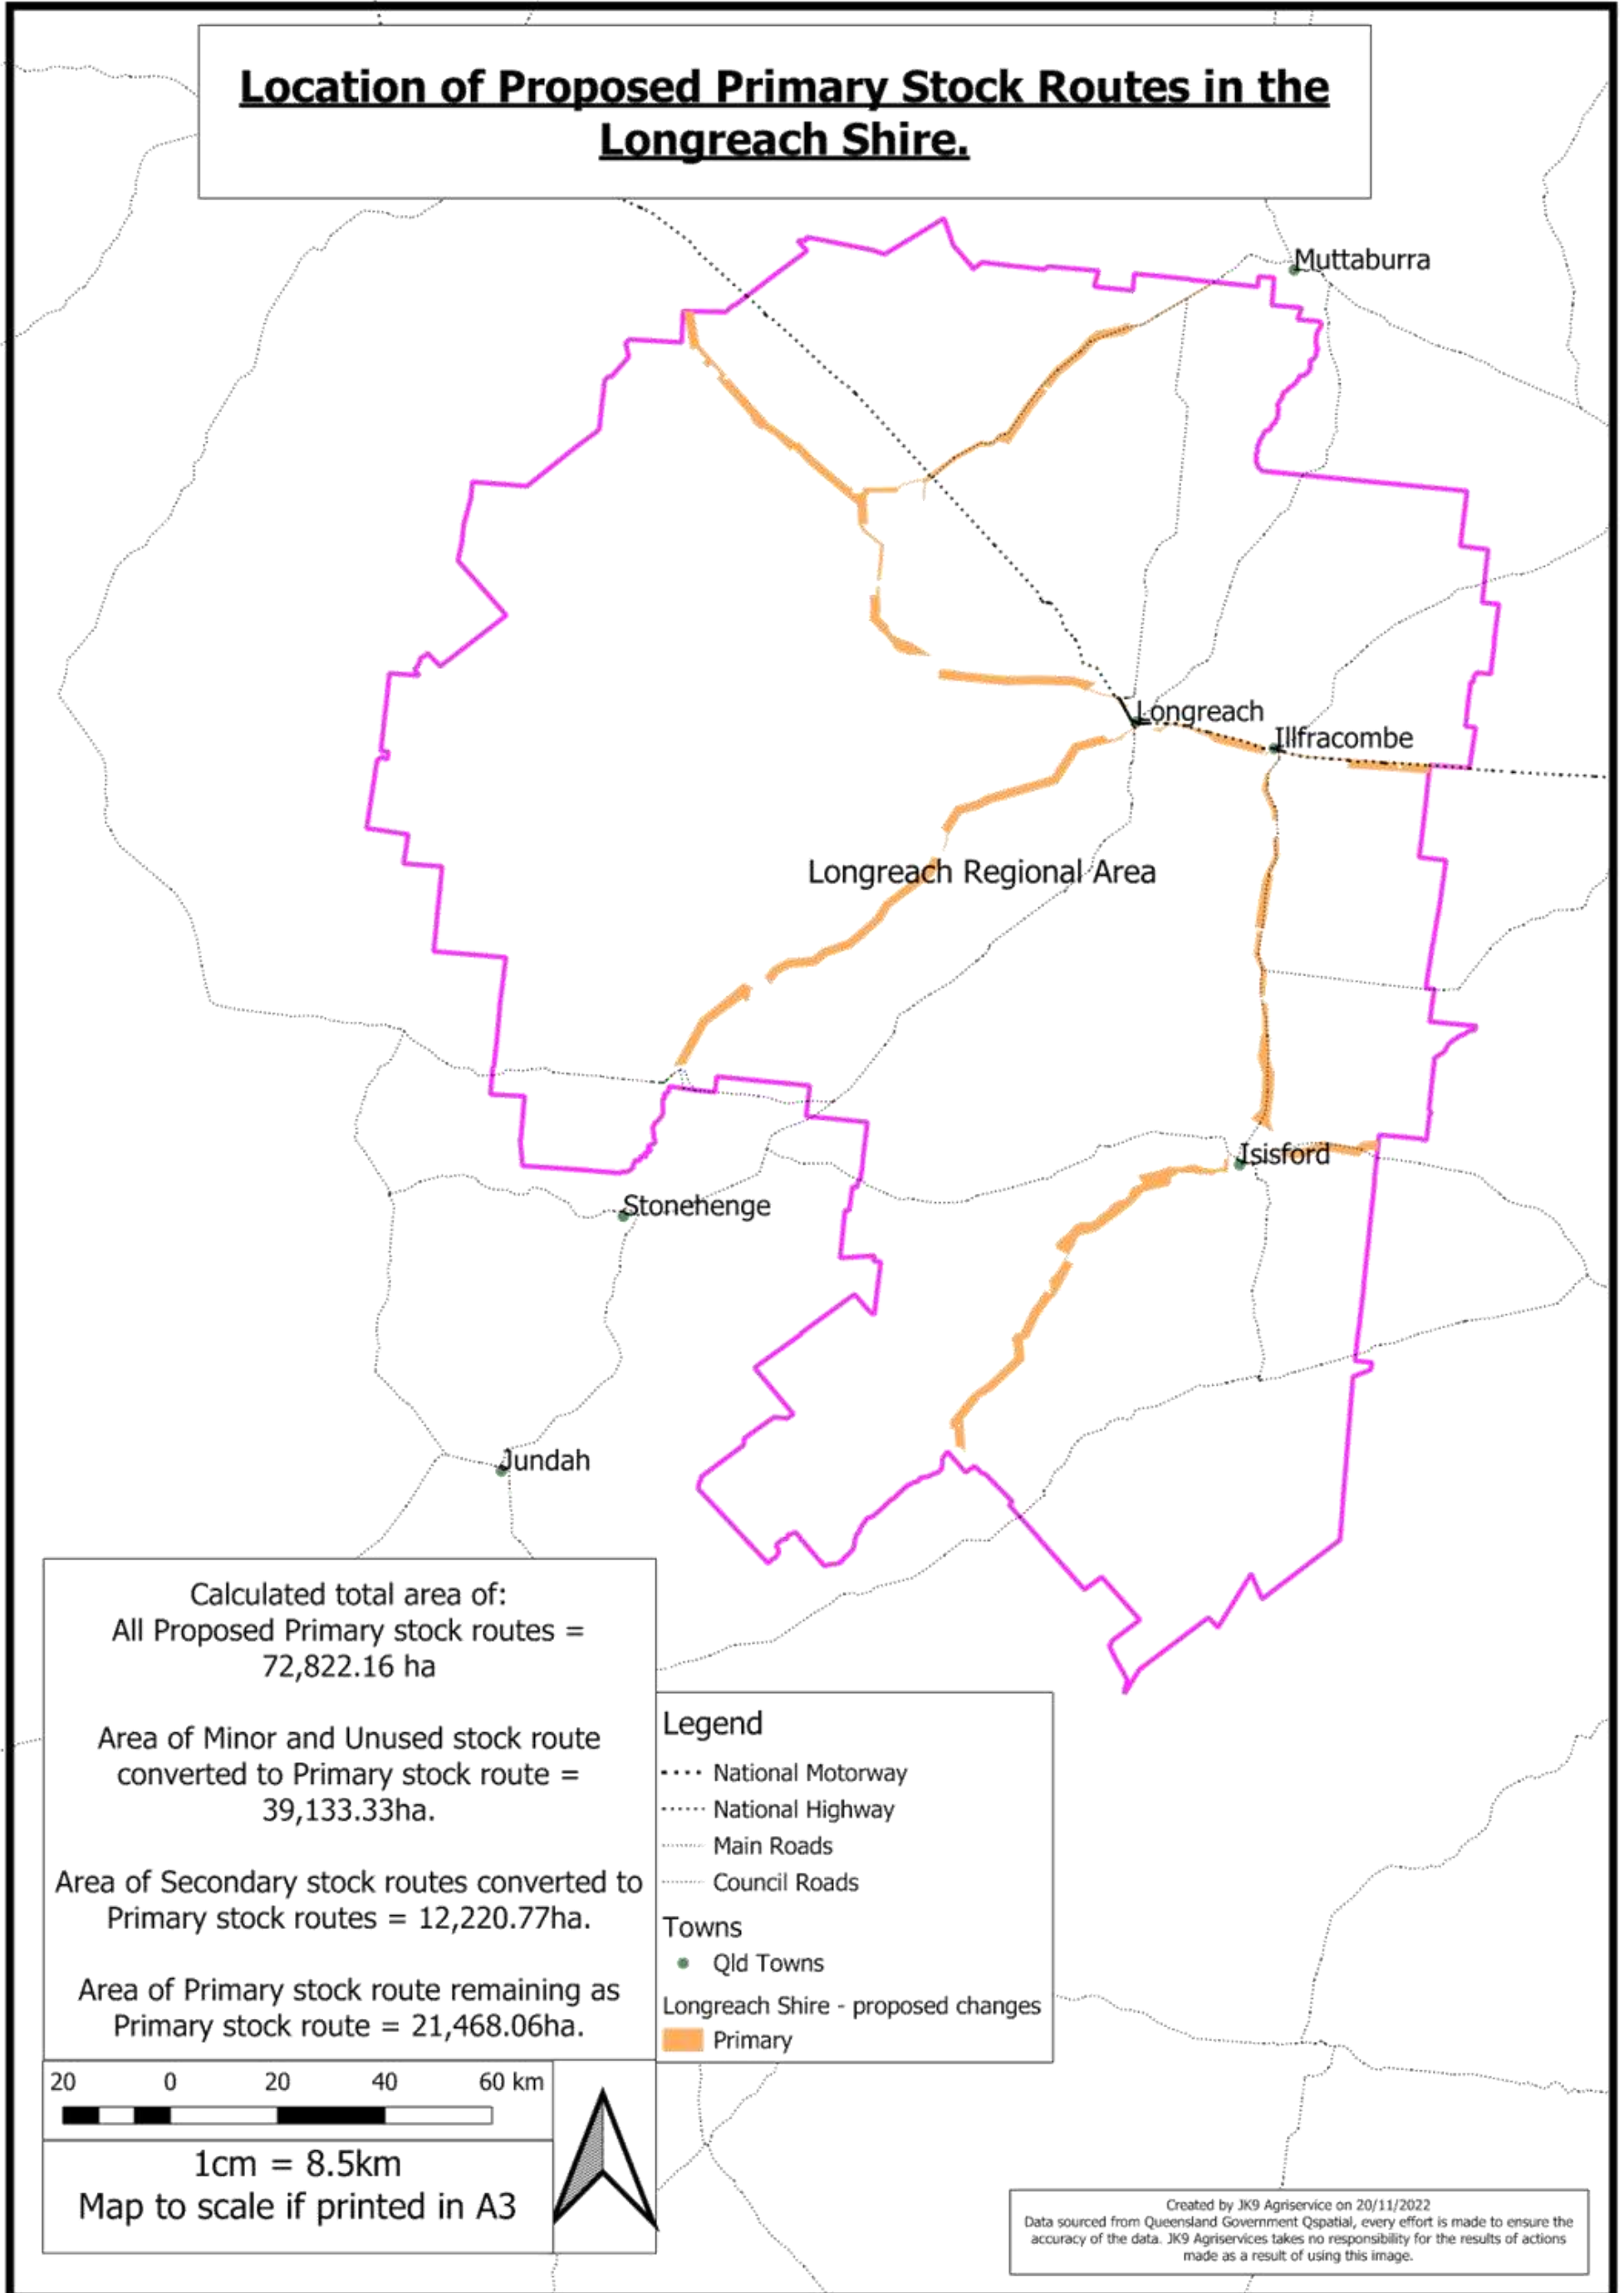 Location of Proposed Primary Stock Routes in the
Longreach Shire.
Muttaburra
Longreach
Illfracombe
Longreach Regional Area
Isisford
Stonehenge
Jundah
Calculated total area of:
All Proposed Primary stock routes =
72,822.16 ha
Area of Minor and Unused stock route
converted to Primary stock route =
39,133.33ha.
Area of Secondary stock routes converted to
Primary stock routes = 12,220.77ha.
Area of Primary stock route remaining as
Primary stock route = 21,468.06ha.
Legend
National Motorway
National Highway
Main Roads
Council Roads
Towns
Qld Towns
Longreach Shire - proposed changes
Primary
20 0 20 40 60 km
1cm = 8.5km
Map to scale if printed in A3
Created by JK9 Agriservice on 20/11/2022
Data sourced from Queensland Government Qspatial, every effort is made to ensure the
accuracy of the data. JK9 Agriservices takes no responsibility for the results of actions
made as a result of using this image.